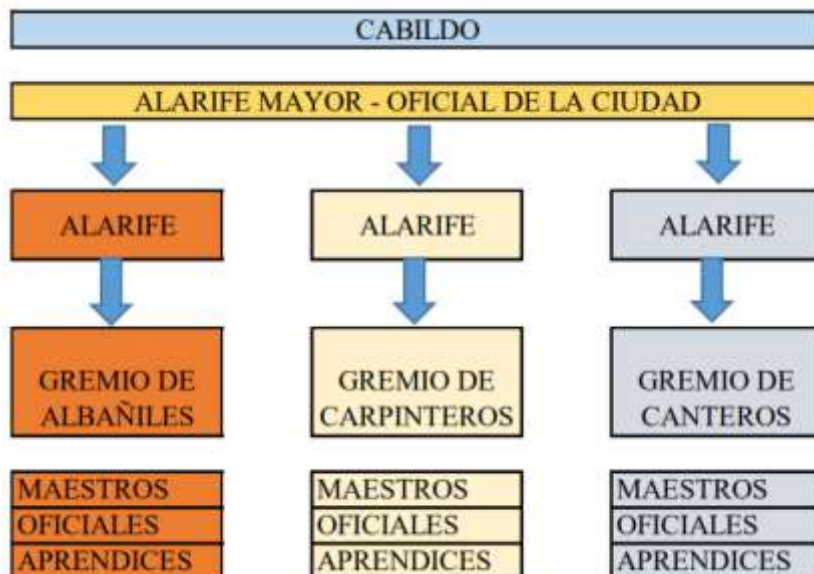 CABILDO
ALARIFE MAYOR - OFICIAL DE LA CIUDAD
ALARIFE
ALARIFE
ALARIFE
GREMIO DE
ALBAÑILES
GREMIO DE
CARPINTEROS
GREMIO DE
CANTEROS
MAESTROS
OFICIALES
APRENDICES
MAESTROS
OFICIALES
APRENDICES
MAESTROS
OFICIALES
APRENDICES